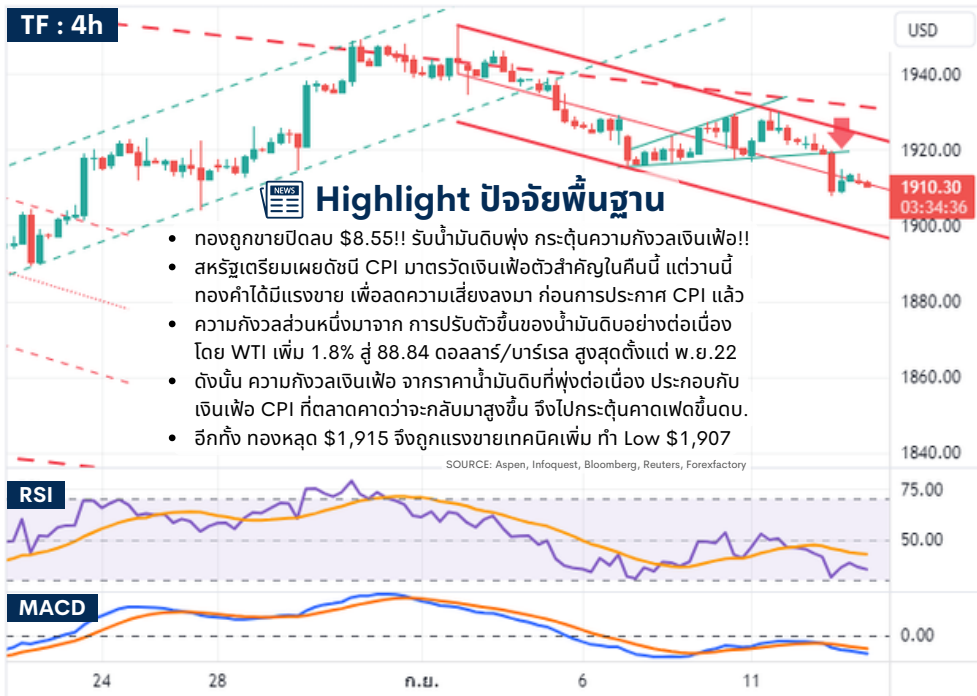 TF : 4h
USD
1940.00
1920.00
1910.30
03:34:36
1900.00
NEWS
Highlight ปัจจัยพื้นฐาน
• ทองถูกขายปิดลบ $8.55!! รับน้ำมันดิบพุ่ง กระตุ้นความกังวลเงินเฟ้อ!!
• สหรัฐเตรียมเผยดัชนี CPI มาตรวัดเงินเฟ้อตัวสำคัญในคืนนี้ แต่วานนี้
ทองคำได้มีแรงขาย เพื่อลดความเสี่ยงลงมา ก่อนการประกาศ CPI แล้ว
• ความกังวลส่วนหนึ่งมาจาก การปรับตัวขึ้นของน้ำมันดิบอย่างต่อเนื่อง
โดย WTI เพิ่ม 1.8% สู่ 88.84 ดอลลาร์/บาร์เรล สูงสุดตั้งแต่ พ.ย.22
• ดังนั้น ความกังวลเงินเฟ้อ จากราคาน้ำมันดิบที่พุ่งต่อเนื่อง ประกอบกับ
เงินเฟ้อ CPI ที่ตลาดคาดว่าจะกลับมาสูงขึ้น จึงไปกระตุ้นคาดเฟดขึ้นดบ.
• อีกทั้ง ทองหลุด $1,915 จึงถูกแรงขายเทคนิคเพิ่ม ทำ Low $1,907
SOURCE: Aspen, Infoquest, Bloomberg, Reuters, Forexfactory
1880.00
1860.00
1840.00
RSI
75.00
50.00
MACD
0.00
24
28
ก.ย.
6
11